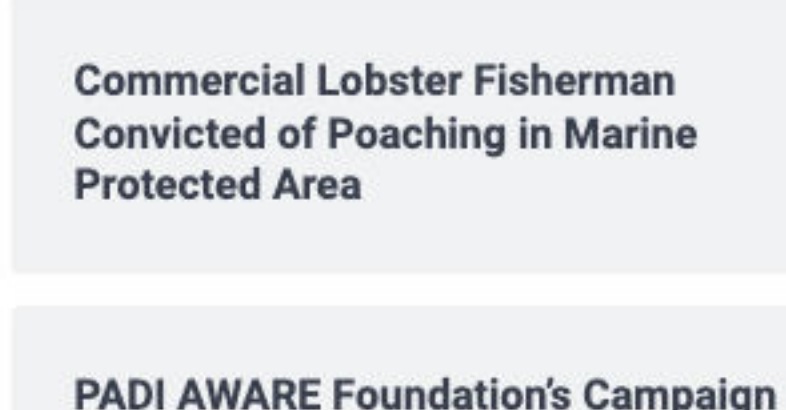 Commercial Lobster Fisherman
Convicted of Poaching in Marine
Protected Area
PADI AWARE Foundation's Campaign